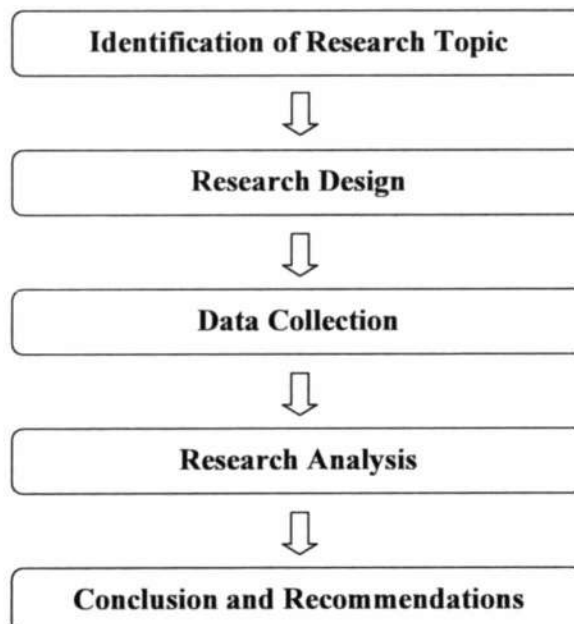 Identification of Research Topic
Research Design
Data Collection
Research Analysis
Conclusion and Recommendations